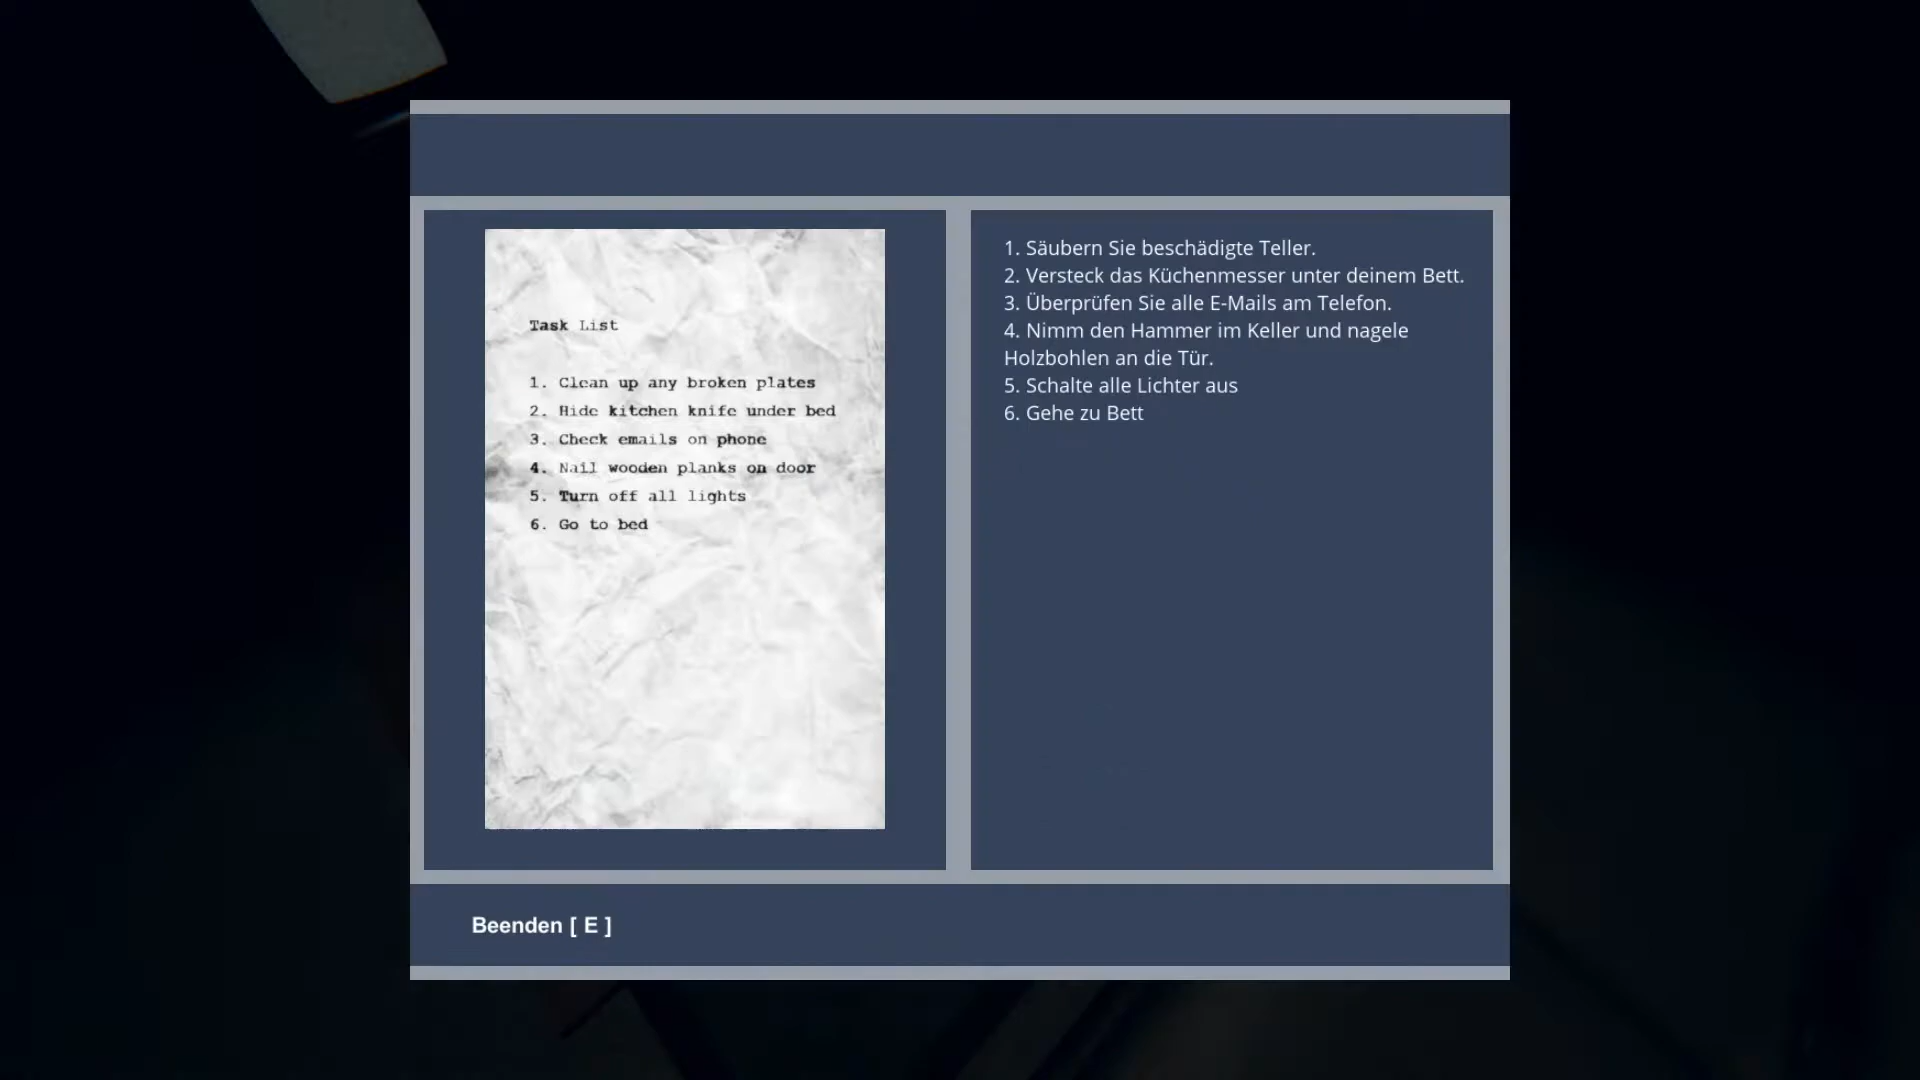 Task List
1. Clean up any broken plates
2. Hide kitchen knife under bed
3. Check emails on phone
4. Nail wooden planks on door
5. Turn off all lights
6. Go to bed
1. Säubern Sie beschädigte Teller.
2. Versteck das Küchenmesser unter deinem Bett.
3. Überprüfen Sie alle E-Mails am Telefon.
4. Nimm den Hammer im Keller und nagele
Holzbohlen an die Tür.
5. Schalte alle Lichter aus
6. Gehe zu Bett
Beenden [ E ]